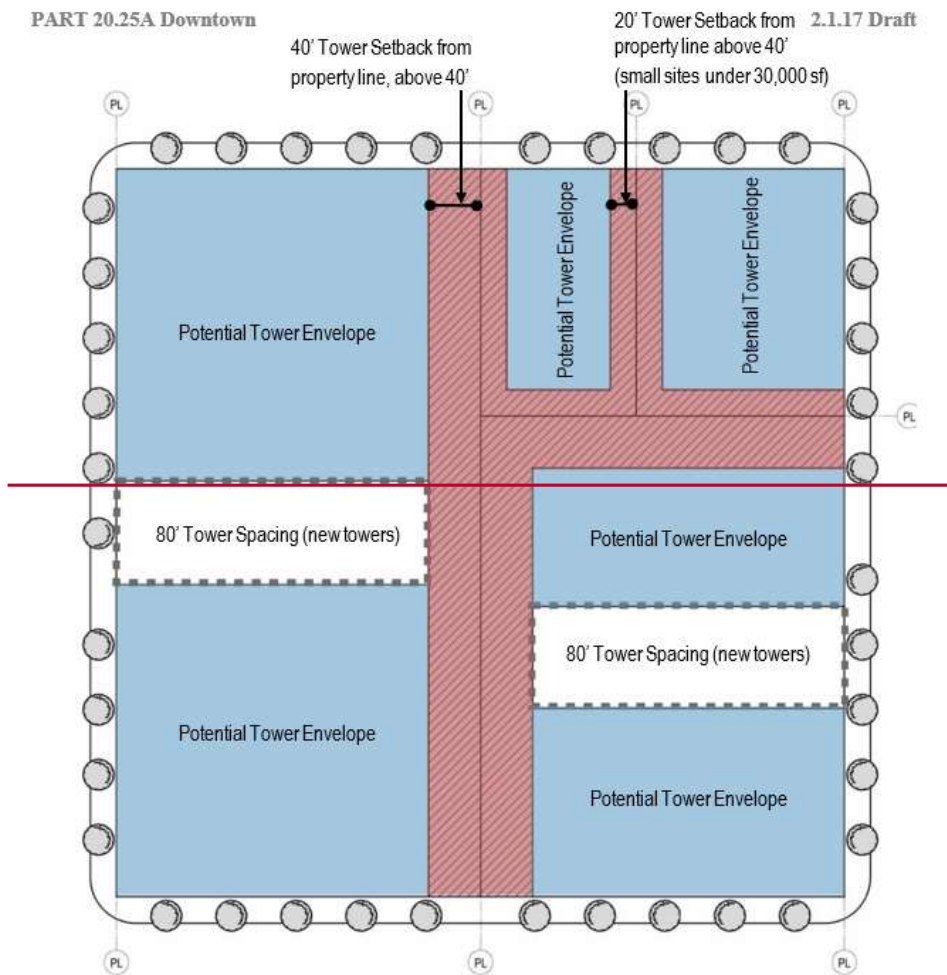 PART 20.25A Downtown
2.1.17 Draft
40’ Tower Setback from
property line, above 40’
20’ Tower Setback from
property line above 40’
(small sites under 30,000 sf)
PL
PL
PL
PL
Potential Tower Envelope
Potential Tower Envelope
Potential Tower Envelope
PL
80’ Tower Spacing (new towers)
Potential Tower Envelope
80’ Tower Spacing (new towers)
Potential Tower Envelope
Potential Tower Envelope
PL
PL
PL